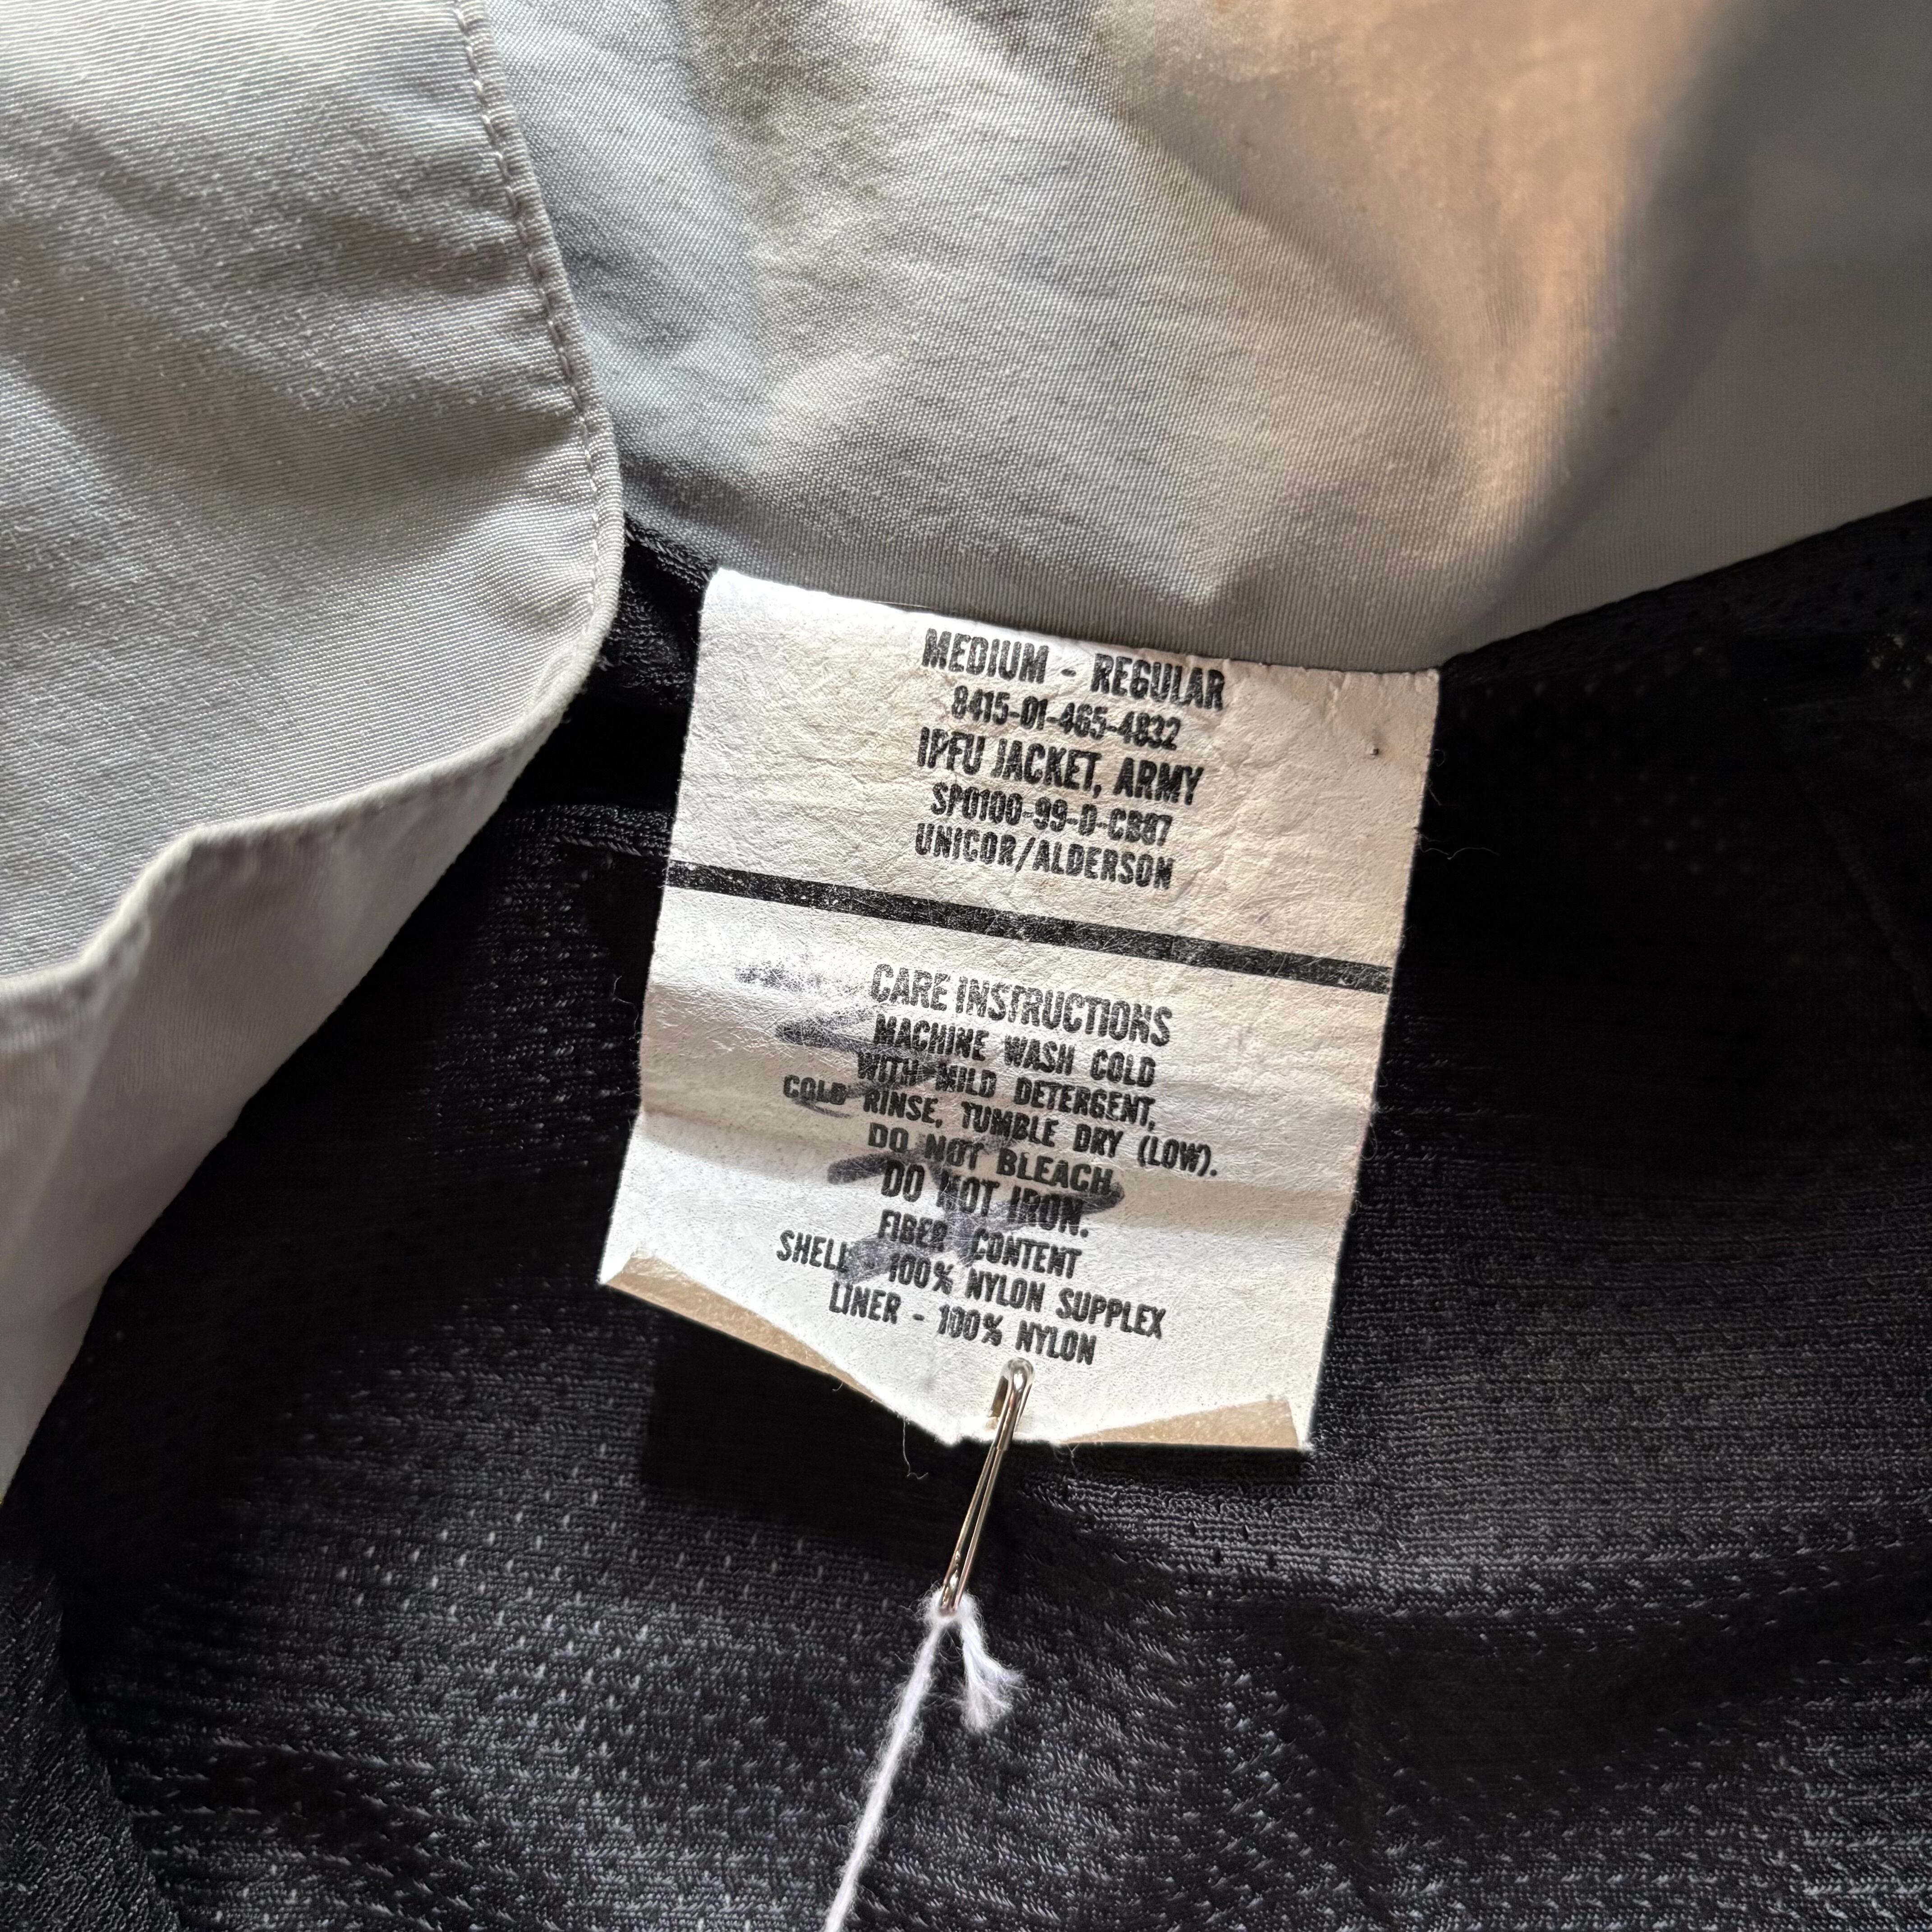 MEDIUM - REGULAR
8415-01-465-4832
IPFU JACKET, ARMY
SP0100-99-D-CB87
UNICOR/ALDERSON
CARE INSTRUCTIONS
MACHINE WASH COLD
WITH MILD DETERGENT,
COLD RINSE, TUMBLE DRY (LOW).
DO NOT BLEACH.
DO NOT IRON.
FIBER CONTENT
SHELL - 100% NYLON SUPPLEX
LINER - 100% NYLON